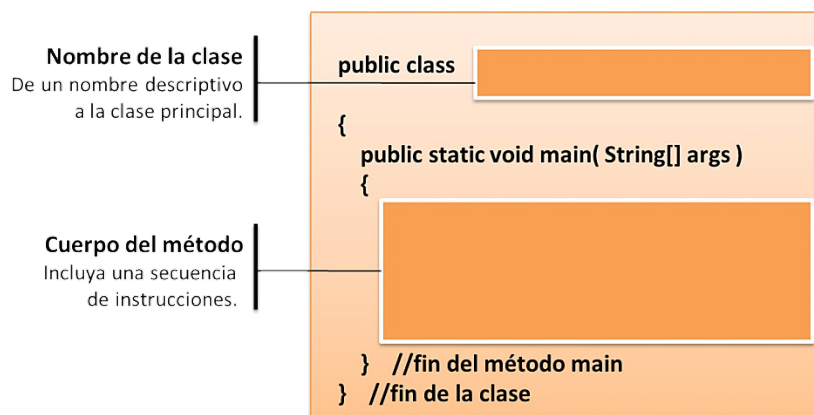 Nombre de la clase
De un nombre descriptivo
a la clase principal.
public class
{
public static void main( String[] args )
{
Cuerpo del método
Incluya una secuencia
de instrucciones.
} //fin del método main
} //fin de la clase